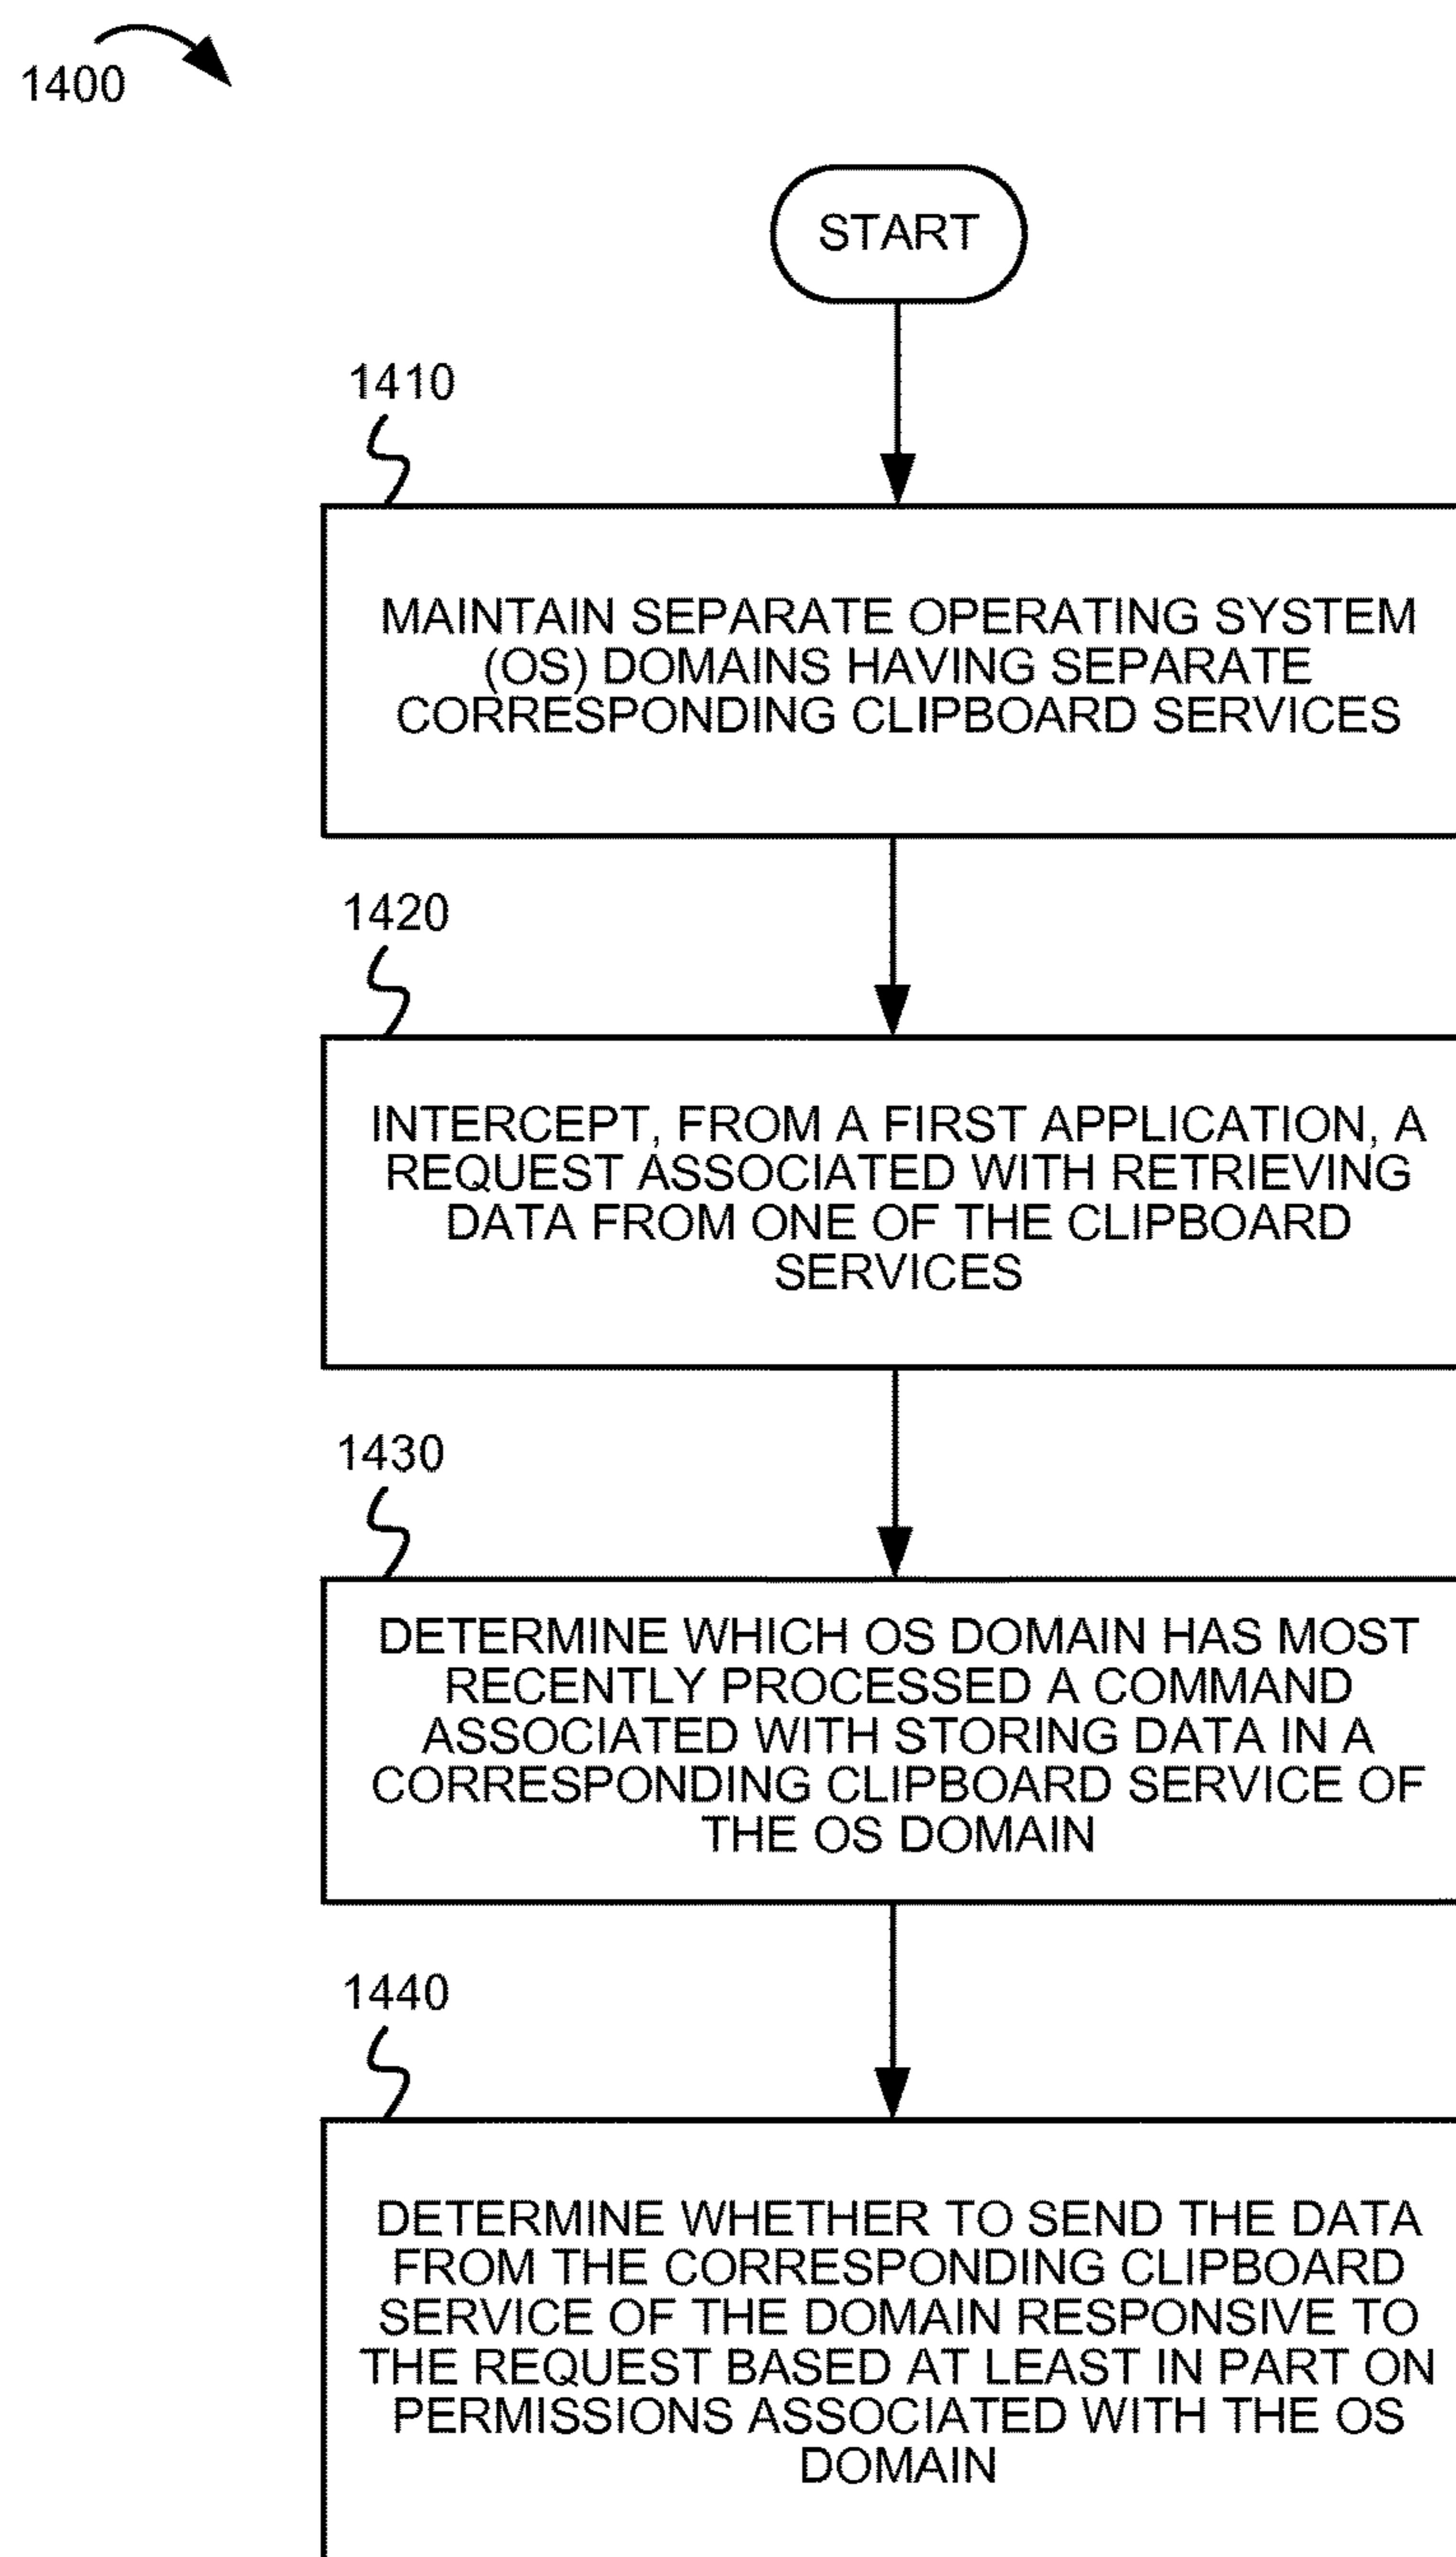 1400
START
1410
MAINTAIN SEPARATE OPERATING SYSTEM
(OS) DOMAINS HAVING SEPARATE
CORRESPONDING CLIPBOARD SERVICES
1420
INTERCEPT, FROM A FIRST APPLICATION, A
REQUEST ASSOCIATED WITH RETRIEVING
DATA FROM ONE OF THE CLIPBOARD
SERVICES
1430
DETERMINE WHICH OS DOMAIN HAS MOST
RECENTLY PROCESSED A COMMAND
ASSOCIATED WITH STORING DATA IN A
CORRESPONDING CLIPBOARD SERVICE OF
THE OS DOMAIN
1440
DETERMINE WHETHER TO SEND THE DATA
FROM THE CORRESPONDING CLIPBOARD
SERVICE OF THE DOMAIN RESPONSIVE TO
THE REQUEST BASED AT LEAST IN PART ON
PERMISSIONS ASSOCIATED WITH THE OS
DOMAIN